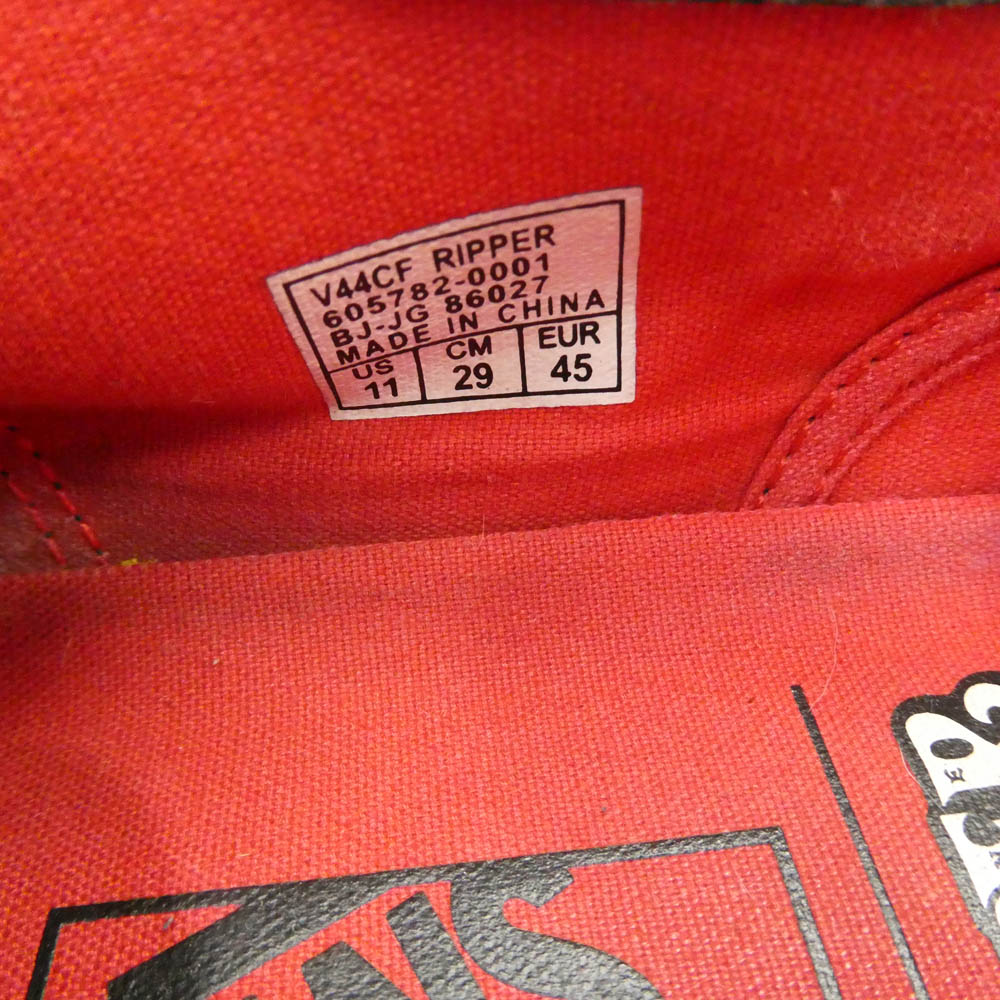 V44CF RIPPER
605782-0001
BJ-JG 86027
MADE IN CHINA
US CM EUR
11 29 45